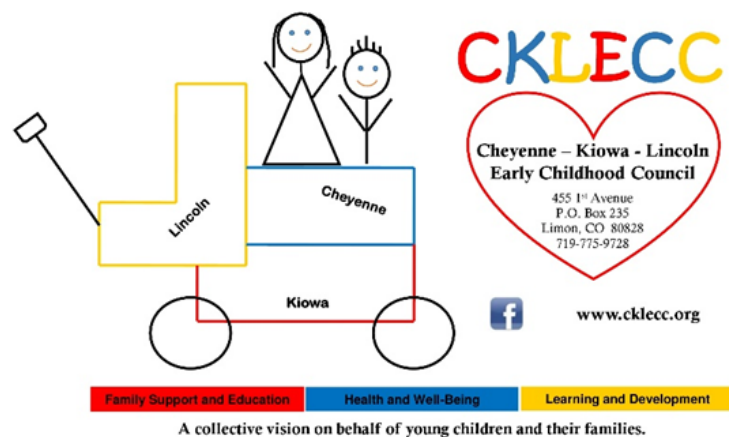 CKLECC
Cheyenne – Kiowa - Lincoln
Early Childhood Council
455 1st Avenue
P.O. Box 235
Limon, CO 80828
719-775-9728
Lincoln
Cheyenne
Kiowa
f
www.cklecc.org
Family Support and Education
Health and Well-Being
Learning and Development
A collective vision on behalf of young children and their families.